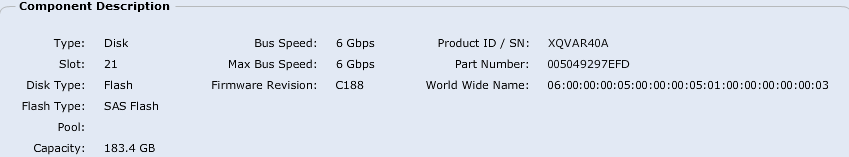 Component Description
Type: Disk Bus Speed: 6 Gbps Product ID / SN: XQVAR40A
Slot: 21 Max Bus Speed: 6 Gbps Part Number: 005049297EFD
Disk Type: Flash Firmware Revision: C188 World Wide Name: 06:00:00:00:05:00:00:00:05:01:00:00:00:00:00:03
Flash Type: SAS Flash
Pool:
Capacity: 183.4 GB